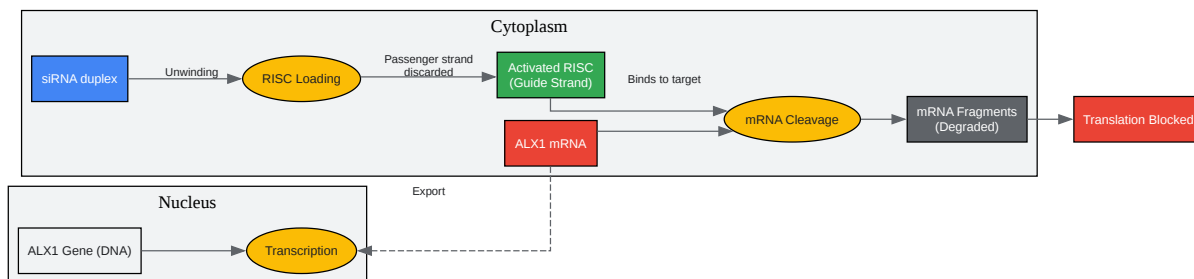 Cytoplasm
siRNA duplex
Unwinding
RISC Loading
Passenger strand
discarded
Activated RISC
(Guide Strand)
Binds to target
mRNA Cleavage
mRNA Fragments
(Degraded)
Translation Blocked
ALX1 mRNA
Export
Nucleus
ALX1 Gene (DNA)
Transcription